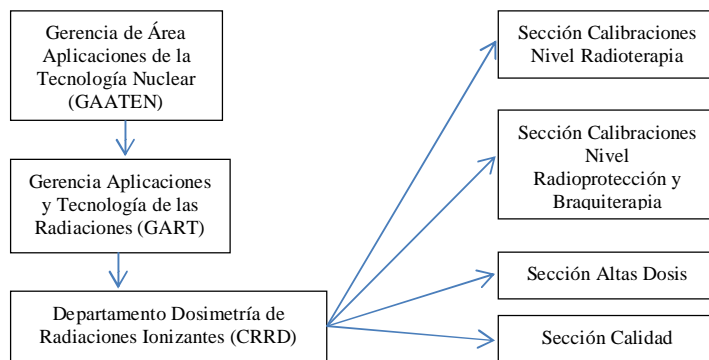 Gerencia de Área
Aplicaciones de la
Tecnología Nuclear
(GAATEN)
Gerencia Aplicaciones
y Tecnología de las
Radiaciones (GART)
Departamento Dosimetría de
Radiaciones Ionizantes (CRRD)
Sección Calibraciones
Nivel Radioterapia
Sección Calibraciones
Nivel
Radioprotección y
Braquiterapia
Sección Altas Dosis
Sección Calidad